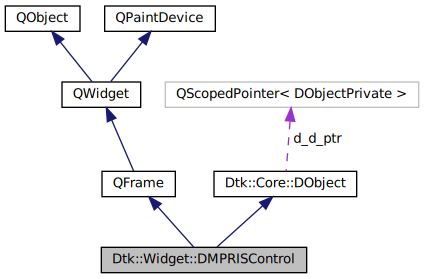 QObject
QPaintDevice
QWidget
QScopedPointer< DObjectPrivate >
d_d_ptr
QFrame
Dtk::Core::DObject
Dtk::Widget::DMPRISControl